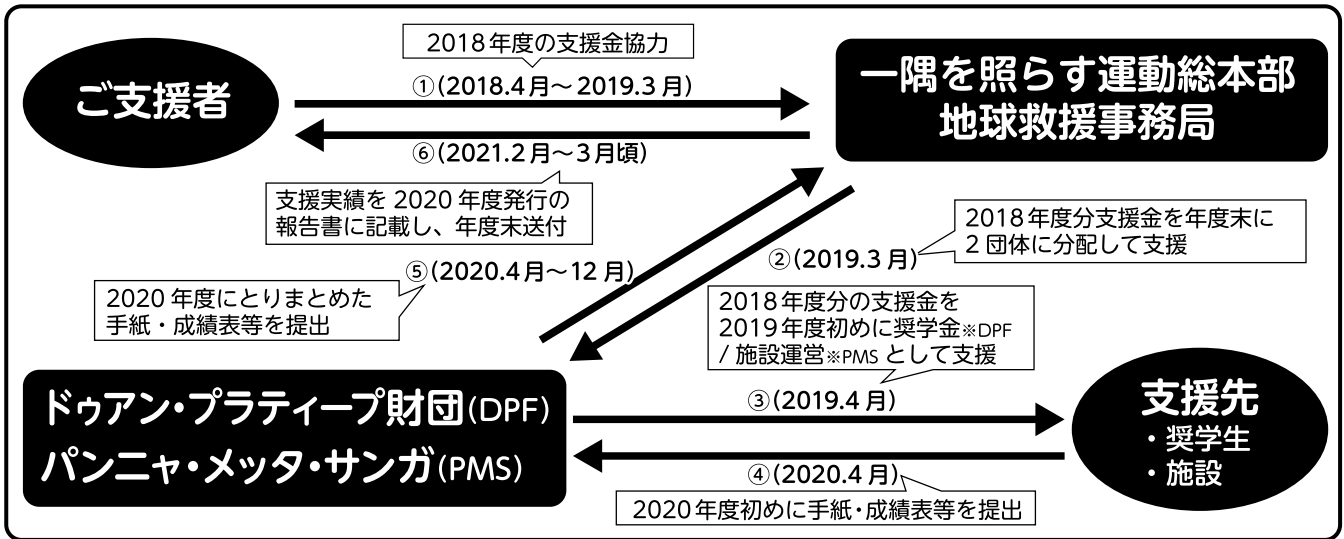 ご支援者
2018年度の支援金協力
①(2018.4月〜2019.3月)
一隅を照らす運動総本部
地球救援事務局
⑥(2021.2月〜3月頃)
支援実績を2020年度発行の
報告書に記載し、年度末送付
2018年度分支援金を年度末に
2団体に分配して支援
②(2019.3月)
⑤(2020.4月〜12月)
2020年度にとりまとめた
手紙・成績表等を提出
2018年度分の支援金を
2019年度初めに奨学金※DPF
/施設運営※PMSとして支援
③(2019.4月)
ドゥアン・プラティープ財団(DPF)
パンニャ・メッタ・サンガ(PMS)
支援先
・奨学生
・施設
④(2020.4月)
2020年度初めに手紙・成績表等を提出